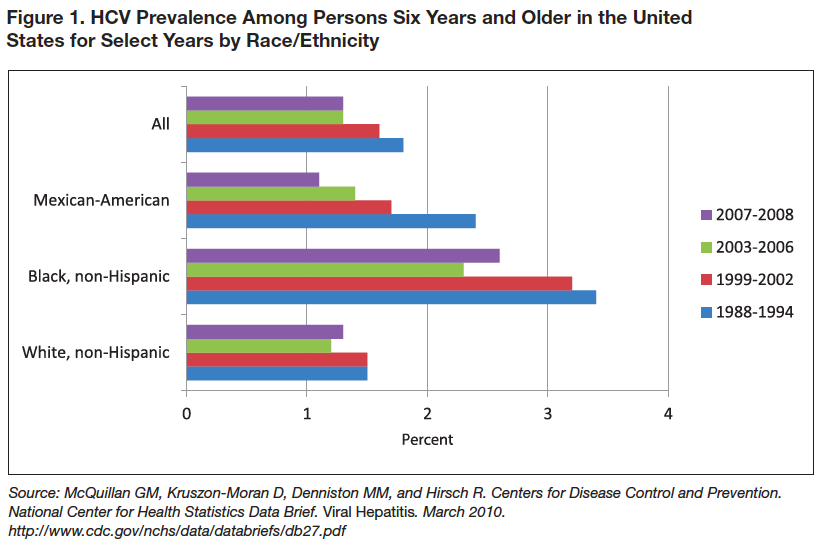 Figure 1. HCV Prevalence Among Persons Six Years and Older in the United
States for Select Years by Race/Ethnicity
All
Mexican-American
Black, non-Hispanic
White, non-Hispanic
0 1 2 3 4
Percent
2007-2008
2003-2006
1999-2002
1988-1994
Source: McQuillan GM, Kruszon-Moran D, Denniston MM, and Hirsch R. Centers for Disease Control and Prevention.
National Center for Health Statistics Data Brief. Viral Hepatitis. March 2010.
http://www.cdc.gov/nchs/data/databriefs/db27.pdf